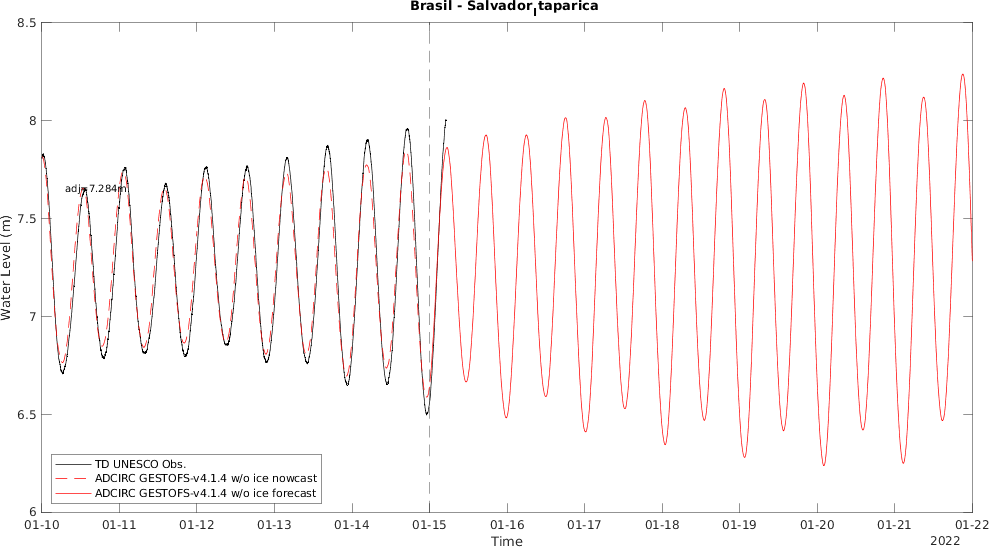 Brasil - Salvador_Itaparica
8.5
8
7.5
7
6.5
6
Water Level (m)
adj=7.284m
TD UNESCO Obs.
ADCIRC GESTOFS-v4.1.4 w/o ice nowcast
ADCIRC GESTOFS-v4.1.4 w/o ice forecast
01-10 01-11 01-12 01-13 01-14 01-15 01-16 01-17 01-18 01-19 01-20 01-21 01-22
Time
2022